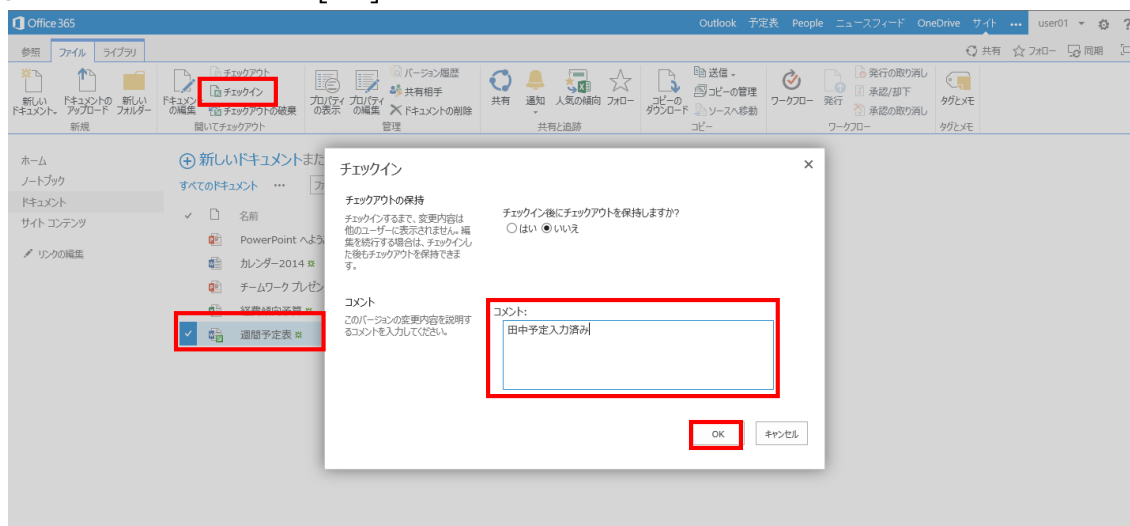 Office 365
Outlook 予定表 People ニュースフィード OneDrive サイト ••• user01
参照 ファイル ライブラリ
共有 フォロー 同期
新しいドキュメント ドキュメントのアップロード 新しいフォルダー
新規
ドキュメントの編集 チェックアウト
チェックイン
チェックアウトの破棄
開いてチェックアウト
プロパティの表示 プロパティの編集 バージョン履歴
共有相手
ドキュメントの削除
管理
共有 通知 人気の傾向 フォロー
共有と追跡
コピーのダウンロード 送信
コピーの管理
ソースへ移動
コピー
ワークフロー 発行 発行の取り消し
承認/却下
承認の取り消し
ワークフロー
タグとメモ
タグとメモ
ホーム
ノートブック
ドキュメント
サイト コンテンツ
リンクの編集
新しいドキュメントまた
すべてのドキュメント •••
名前
PowerPoint へよう
カレンダー2014
チームワーク プレゼン
経費傾向予算
週間予定表
チェックイン
チェックアウトの保持
チェックインするまで、変更内容は
他のユーザーに表示されません。編
集を続行する場合は、チェックインし
た後もチェックアウトを保持できま
す。
チェックイン後にチェックアウトを保持しますか?
はい いいえ
コメント
このバージョンの変更内容を説明す
るコメントを入力してください。
コメント:
田中予定入力済み
OK キャンセル